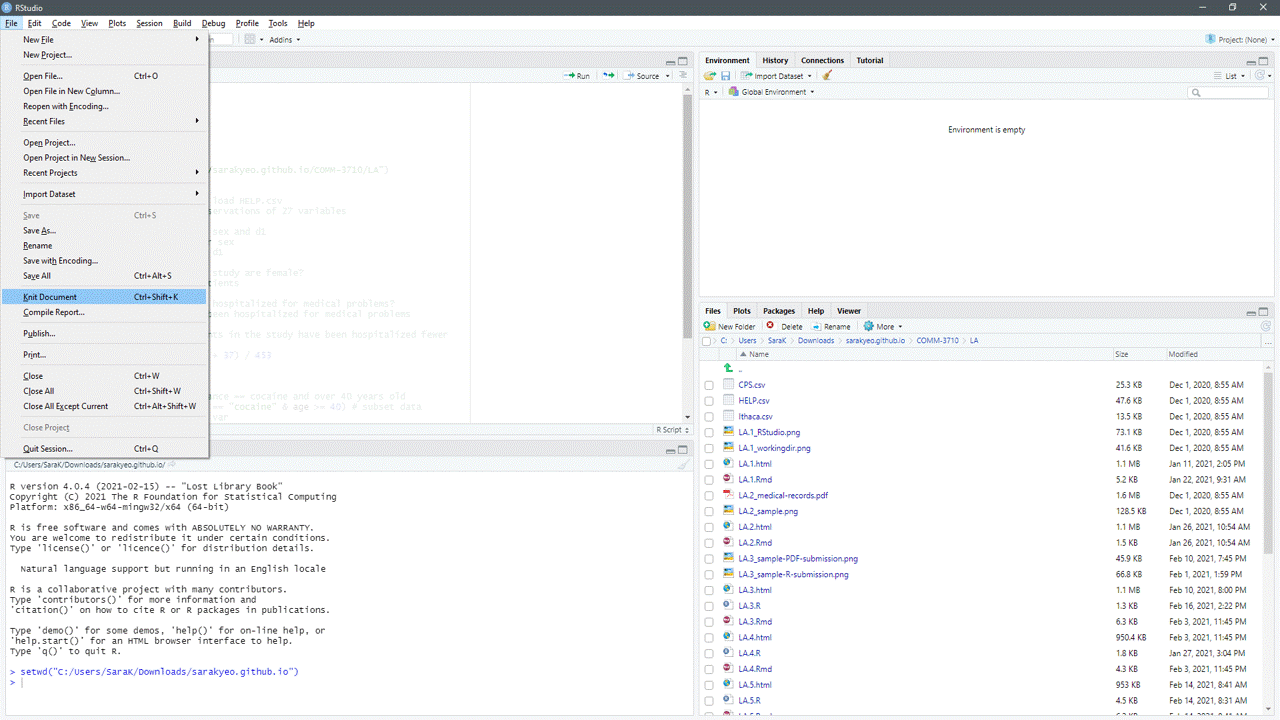 RStudio
File Edit Code View Plots Session Build Debug Profile Tools Help
New File
New Project...
Open File... Ctrl+O
Open File in New Column...
Reopen with Encoding...
Recent Files
Open Project...
Open Project in New Session...
Recent Projects
Import Dataset
Save Ctrl+S
Save As...
Rename
Save with Encoding...
Save All Ctrl+Alt+S
Knit Document Ctrl+Shift+K
Compile Report...
Publish...
Print...
Close Ctrl+W
Close All Ctrl+Shift+W
Close All Except Current Ctrl+Alt+Shift+W
Close Project
Quit Session... Ctrl+Q
Addins
Project: (None)
Run Source
sarakyeo.github.io/COMM-3710/LA")
load HELP.csv
servations of 27 variables
sex and d1
sex
study are female?
hospitalized for medical problems?
een hospitalized for medical problems
ts in the study have been hospitalized fewer
+ 37) / 453
nce == cocaine and over 40 years old
== "cocaine" & age >= 40) # subset data
var
R Script
C:/Users/SaraK/Downloads/sarakyeo.github.io/
R version 4.0.4 (2021-02-15) -- "Lost Library Book"
Copyright (C) 2021 The R Foundation for Statistical Computing
Platform: x86_64-w64-mingw32/x64 (64-bit)
R is free software and comes with ABSOLUTELY NO WARRANTY.
You are welcome to redistribute it under certain conditions.
Type 'license()' or 'licence()' for distribution details.
Natural language support but running in an English locale
R is a collaborative project with many contributors.
Type 'contributors()' for more information and
'citation()' on how to cite R or R packages in publications.
Type 'demo()' for some demos, 'help()' for on-line help, or
'help.start()' for an HTML browser interface to help.
Type 'q()' to quit R.
> setwd("C:/Users/SaraK/Downloads/sarakyeo.github.io")
>
Environment History Connections Tutorial
Import Dataset List
R Global Environment
Environment is empty
Files Plots Packages Help Viewer
New Folder Delete Rename More
C: Users SaraK Downloads sarakyeo.github.io COMM-3710 LA ...
Name Size Modified
..
CPS.csv 25.3 KB Dec 1, 2020, 8:55 AM
HELP.csv 47.6 KB Dec 1, 2020, 8:55 AM
Ithaca.csv 13.5 KB Dec 1, 2020, 8:55 AM
LA.1_RStudio.png 73.1 KB Dec 1, 2020, 8:55 AM
LA.1_workingdir.png 41.6 KB Dec 1, 2020, 8:55 AM
LA.1.html 1.1 MB Jan 11, 2021, 2:05 PM
LA.1.Rmd 5.2 KB Jan 22, 2021, 9:31 AM
LA.2_medical-records.pdf 1.6 MB Dec 1, 2020, 8:55 AM
LA.2_sample.png 128.5 KB Dec 1, 2020, 8:55 AM
LA.2.html 1.1 MB Jan 26, 2021, 10:54 AM
LA.2.Rmd 1.5 KB Jan 26, 2021, 10:54 AM
LA.3_sample-PDF-submission.png 45.9 KB Feb 10, 2021, 7:41 PM
LA.3_sample-R-submission.png 66.8 KB Feb 1, 2021, 1:59 PM
LA.3.html 1.1 MB Feb 10, 2021, 8:00 PM
LA.3.R 1.3 KB Feb 16, 2021, 2:22 PM
LA.3.Rmd 6.3 KB Feb 3, 2021, 11:45 PM
LA.4.html 950.4 KB Feb 3, 2021, 11:45 PM
LA.4.R 1.8 KB Jan 27, 2021, 3:04 PM
LA.4.Rmd 4.3 KB Feb 3, 2021, 11:45 PM
LA.5.html 953 KB Feb 14, 2021, 8:41 AM
LA.5.R 4.5 KB Feb 14, 2021, 8:29 AM